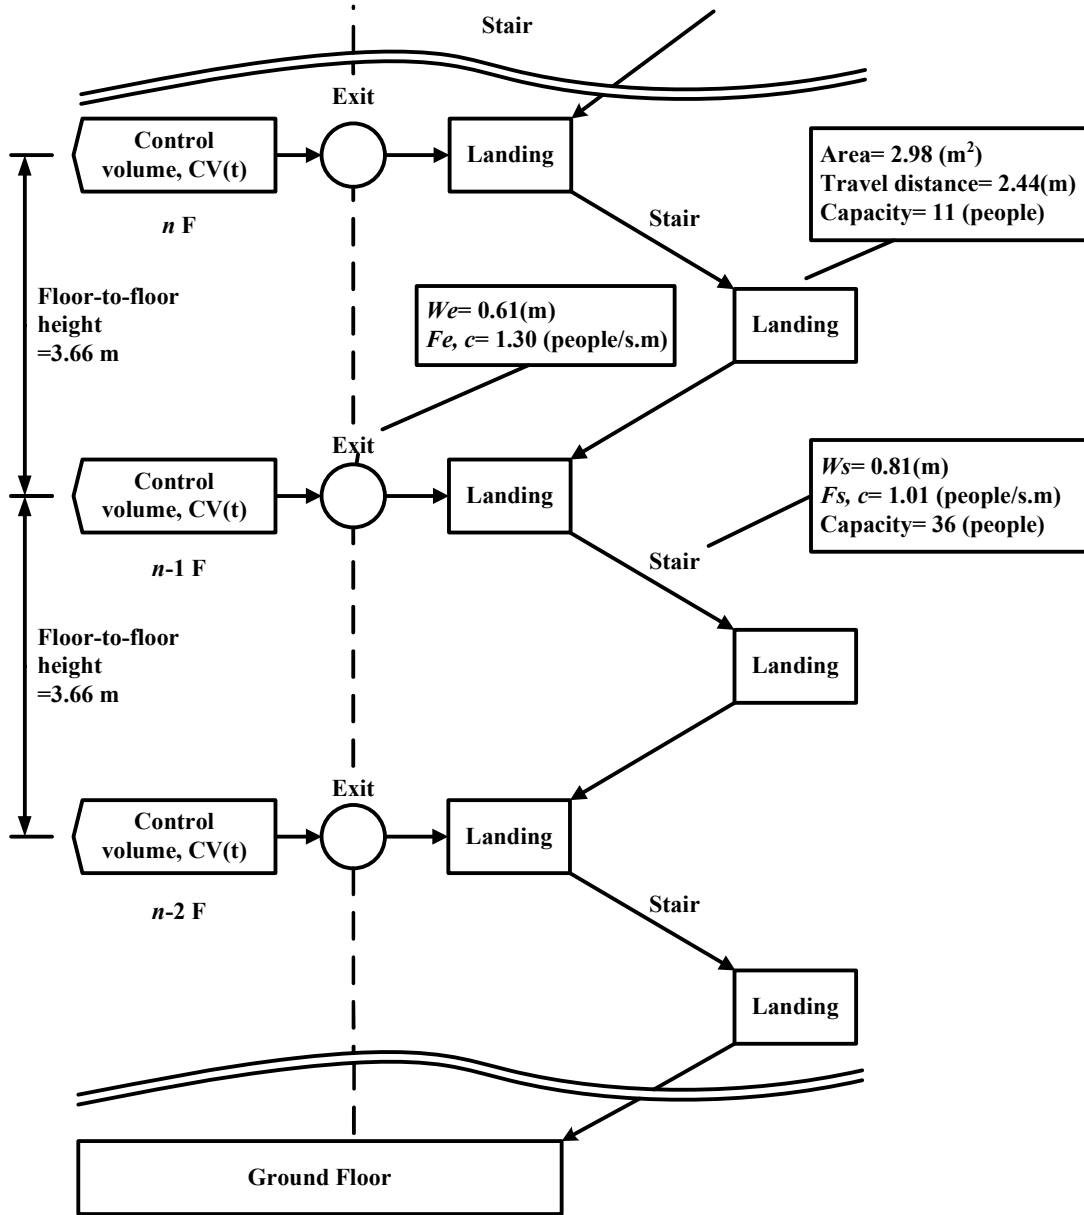 Stair
Exit
Control
volume, CV(t)
Landing
n F
Area= 2.98 (m²)
Travel distance= 2.44(m)
Capacity= 11 (people)
Stair
Floor-to-floor
height
=3.66 m
We= 0.61(m)
Fe, c= 1.30 (people/s.m)
Landing
Exit
Control
volume, CV(t)
Landing
n-1 F
Ws= 0.81(m)
Fs, c= 1.01 (people/s.m)
Capacity= 36 (people)
Stair
Floor-to-floor
height
=3.66 m
Landing
Exit
Control
volume, CV(t)
Landing
n-2 F
Stair
Landing
Ground Floor